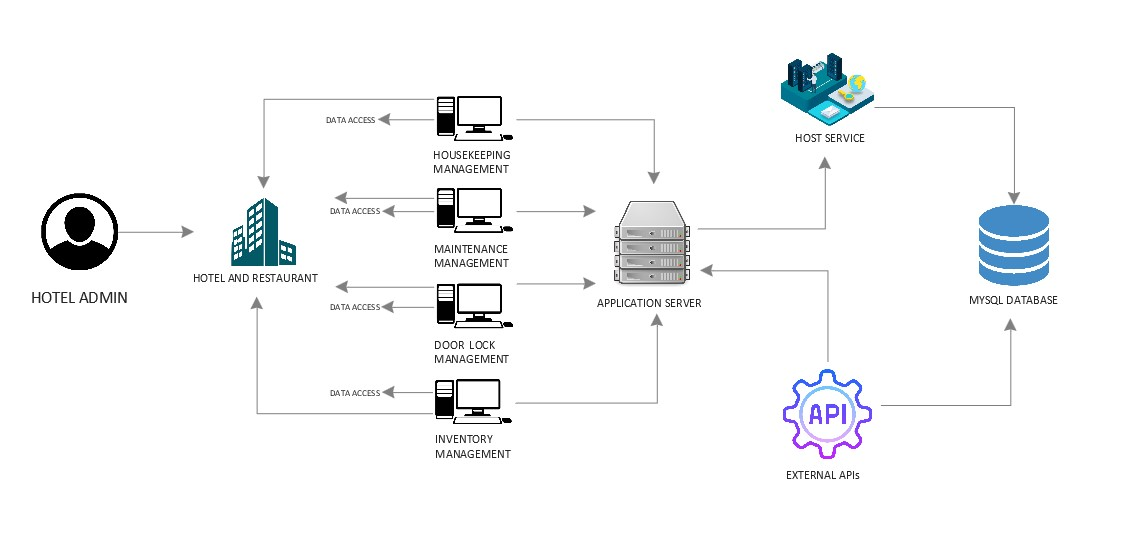 HOTEL ADMIN
HOTEL AND RESTAURANT
DATA ACCESS
HOUSEKEEPING
MANAGEMENT
DATA ACCESS
MAINTENANCE
MANAGEMENT
DATA ACCESS
DOOR LOCK
MANAGEMENT
DATA ACCESS
INVENTORY
MANAGEMENT
APPLICATION SERVER
HOST SERVICE
API
EXTERNAL APIs
MYSQL DATABASE